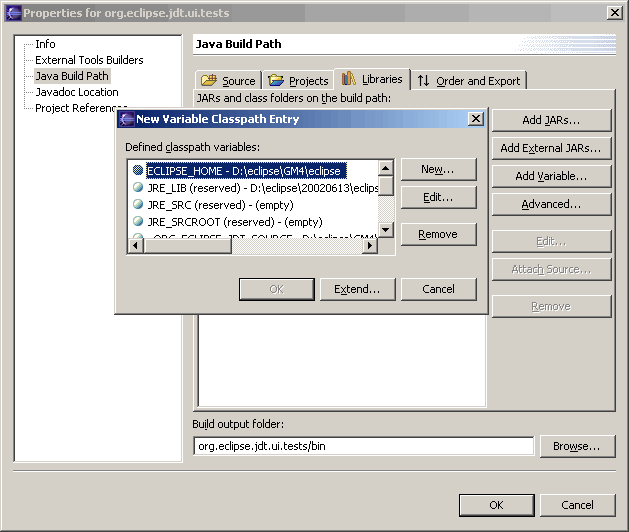 Properties for org.eclipse.jdt.ui.tests
Info
External Tools Builders
Java Build Path
Javadoc Location
Project References
Java Build Path
Source
Projects
Libraries
Order and Export
JARs and class folders on the build path:
Add JARs...
Add External JARs...
Add Variable...
Advanced...
Edit...
Attach Source...
Remove
New Variable Classpath Entry
Defined classpath variables:
ECLIPSE_HOME - D:\eclipse\GM4\eclipse
JRE_LIB (reserved) - D:\eclipse\20020613\eclips
JRE_SRC (reserved) - (empty)
JRE_SRCROOT (reserved) - (empty)
ORG_ECLIPSE_JDT_SOURCE - D:\eclipse\GM4\
New...
Edit...
Remove
OK
Extend...
Cancel
Build output folder:
org.eclipse.jdt.ui.tests/bin
Browse...
OK
Cancel